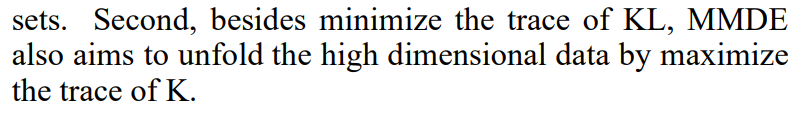 sets. Second, besides minimize the trace of KL, MMDE
also aims to unfold the high dimensional data by maximize
the trace of K.